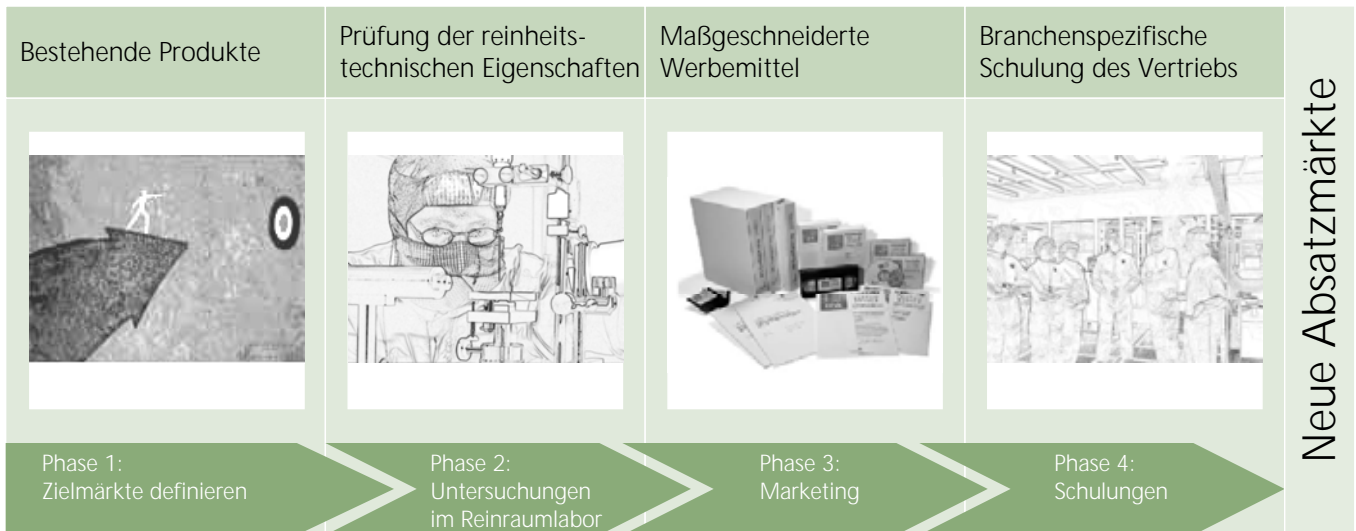 Bestehende Produkte
Prüfung der reinheits-
technischen Eigenschaften
Maßgeschneiderte
Werbemittel
Branchenspezifische
Schulung des Vertriebs
Neue Absatzmärkte
Phase 1:
Zielmärkte definieren
Phase 2:
Untersuchungen
im Reinraumlabor
Phase 3:
Marketing
Phase 4:
Schulungen